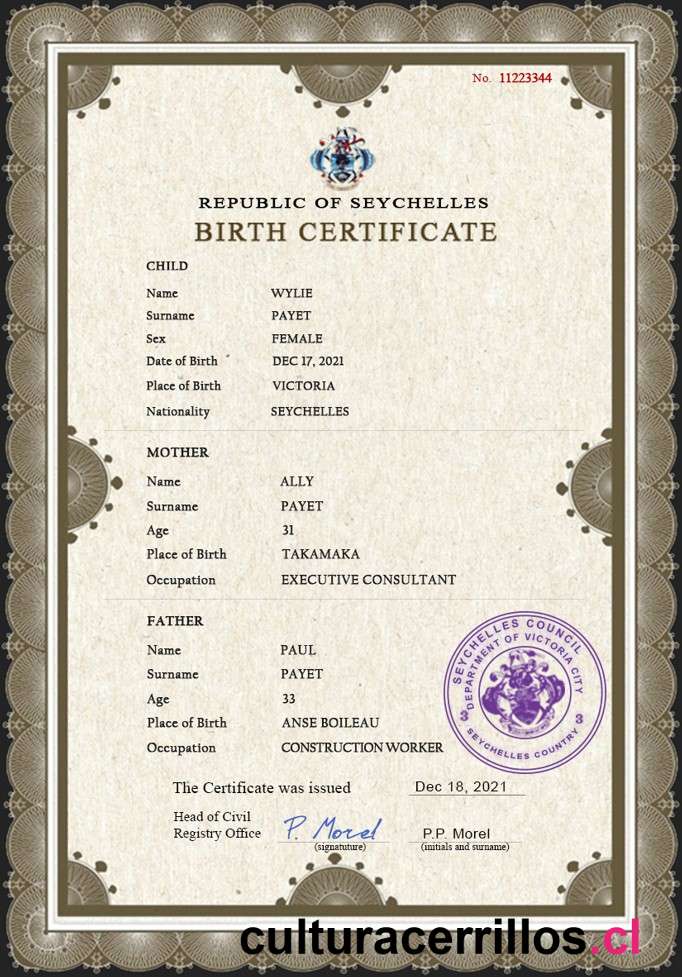 No. 11223344
REPUBLIC OF SEYCHELLES
BIRTH CERTIFICATE
CHILD
Name WYLIE
Surname PAYET
Sex FEMALE
Date of Birth DEC 17, 2021
Place of Birth VICTORIA
Nationality SEYCHELLES
MOTHER
Name ALLY
Surname PAYET
Age 31
Place of Birth TAKAMAKA
Occupation EXECUTIVE CONSULTANT
FATHER
Name PAUL
Surname PAYET
Age 33
Place of Birth ANSE BOILEAU
Occupation CONSTRUCTION WORKER
SEYCHELLES COUNCIL
DEPARTMENT OF VICTORIA CITY
3 3
SEYCHELLES COUNTRY
The Certificate was issued Dec 18, 2021
Head of Civil
Registry Office P. Morel P.P. Morel
(signatuture) (initials and surname)
culturacerrillos.cl